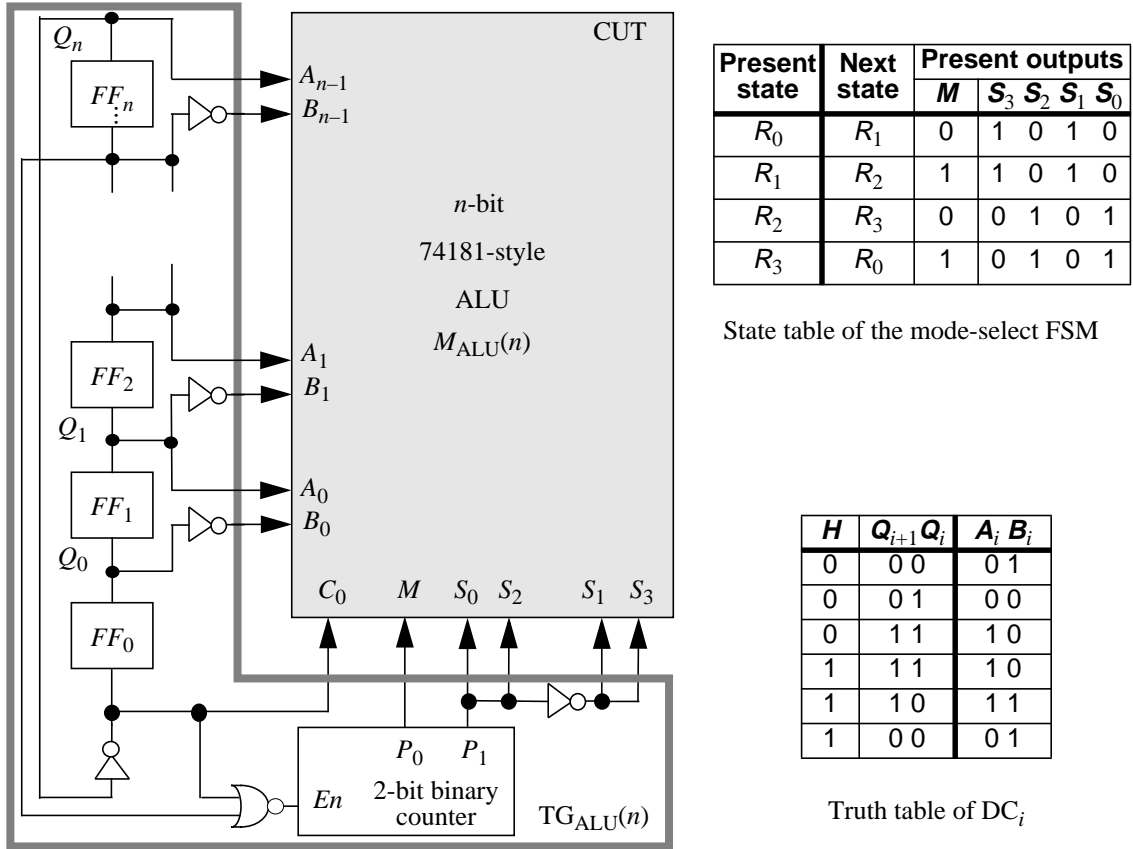 CUT
Q_n
FF_n
A_{n–1}
B_{n–1}
n-bit
74181-style
ALU
M_ALU(n)
FF_2
A_1
B_1
Q_1
FF_1
A_0
B_0
Q_0
FF_0
C_0 M S_0 S_2 S_1 S_3
P_0 P_1
En
2-bit binary
counter
TG_ALU(n)
Present state | Next state | Present outputs
M | S_3 S_2 S_1 S_0
R_0 | R_1 | 0 | 1 0 1 0
R_1 | R_2 | 1 | 1 0 1 0
R_2 | R_3 | 0 | 0 1 0 1
R_3 | R_0 | 1 | 0 1 0 1
State table of the mode-select FSM
H | Q_{i+1} Q_i | A_i B_i
0 | 0 0 | 0 1
0 | 0 1 | 0 0
0 | 1 1 | 1 0
1 | 1 1 | 1 0
1 | 1 0 | 1 1
1 | 0 0 | 0 1
Truth table of DC_i